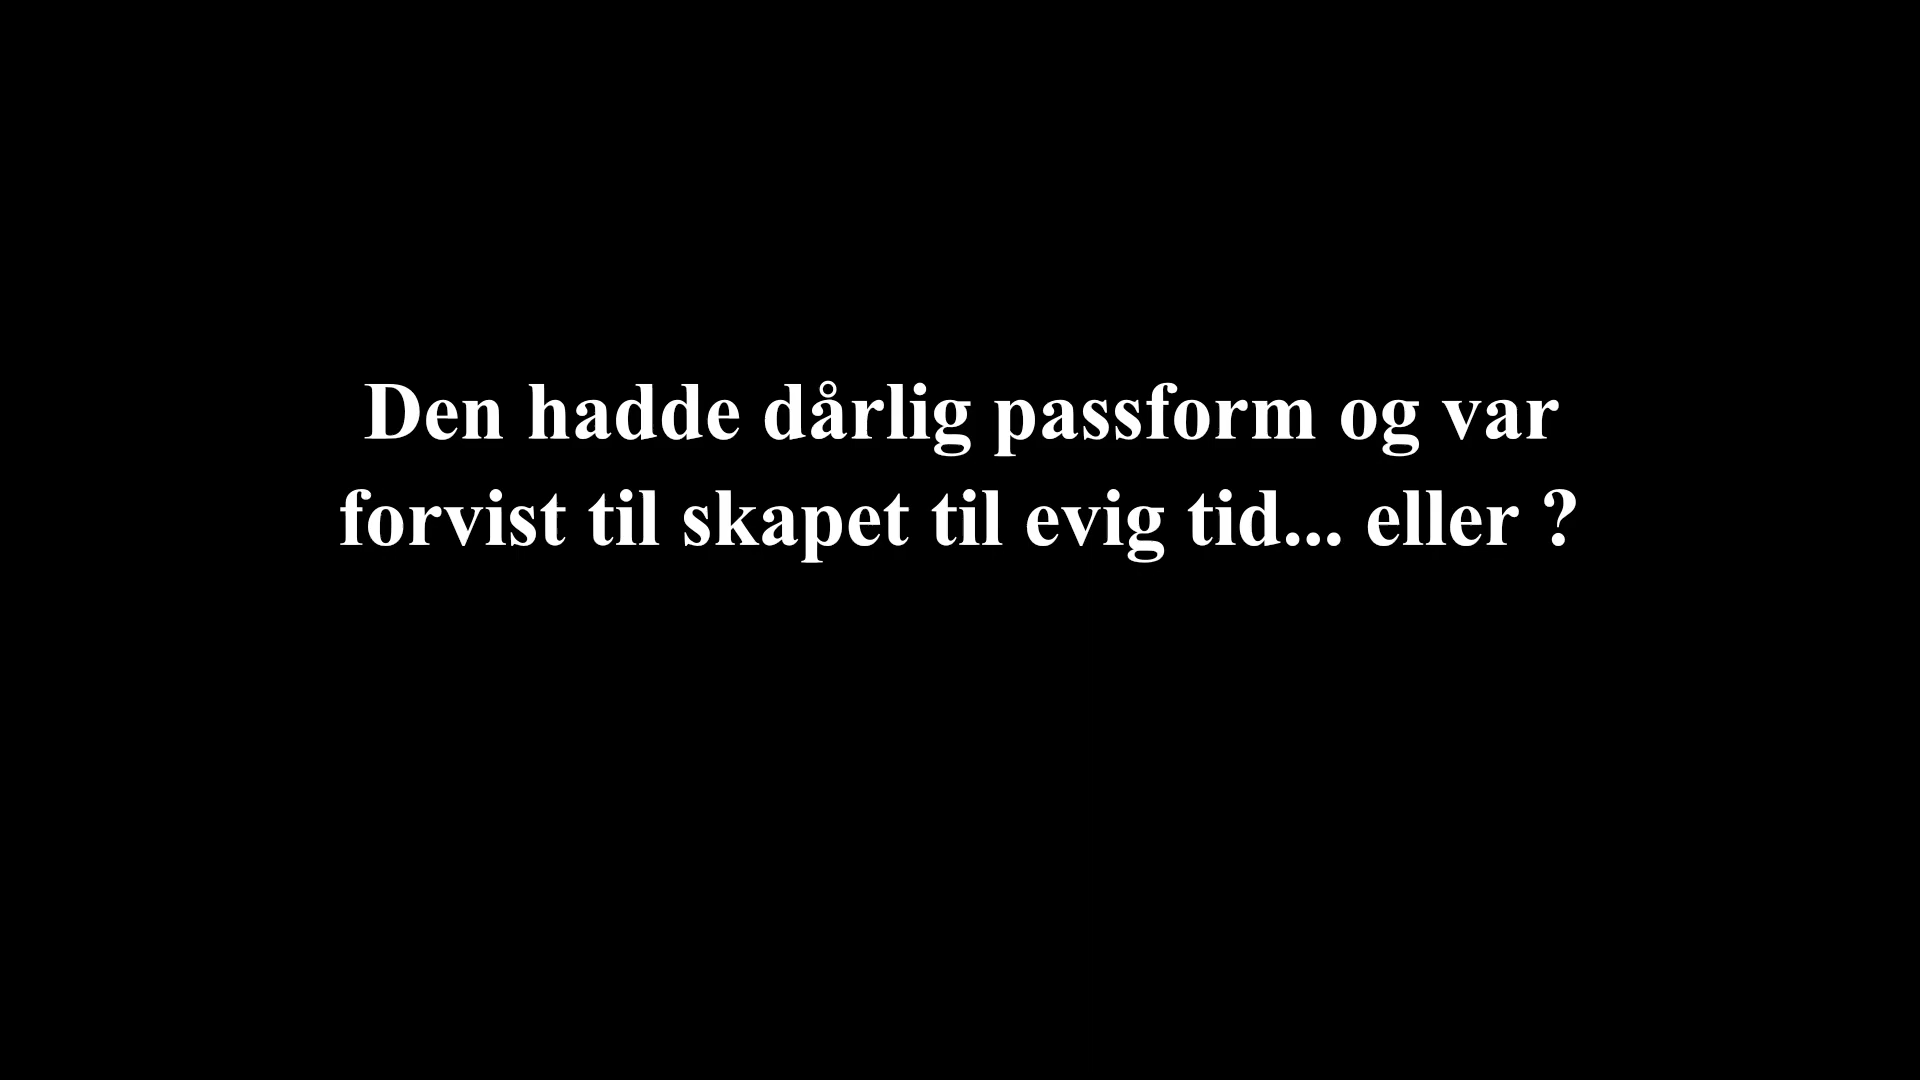 Den hadde dårlig passform og var
forvist til skapet til evig tid... eller ?